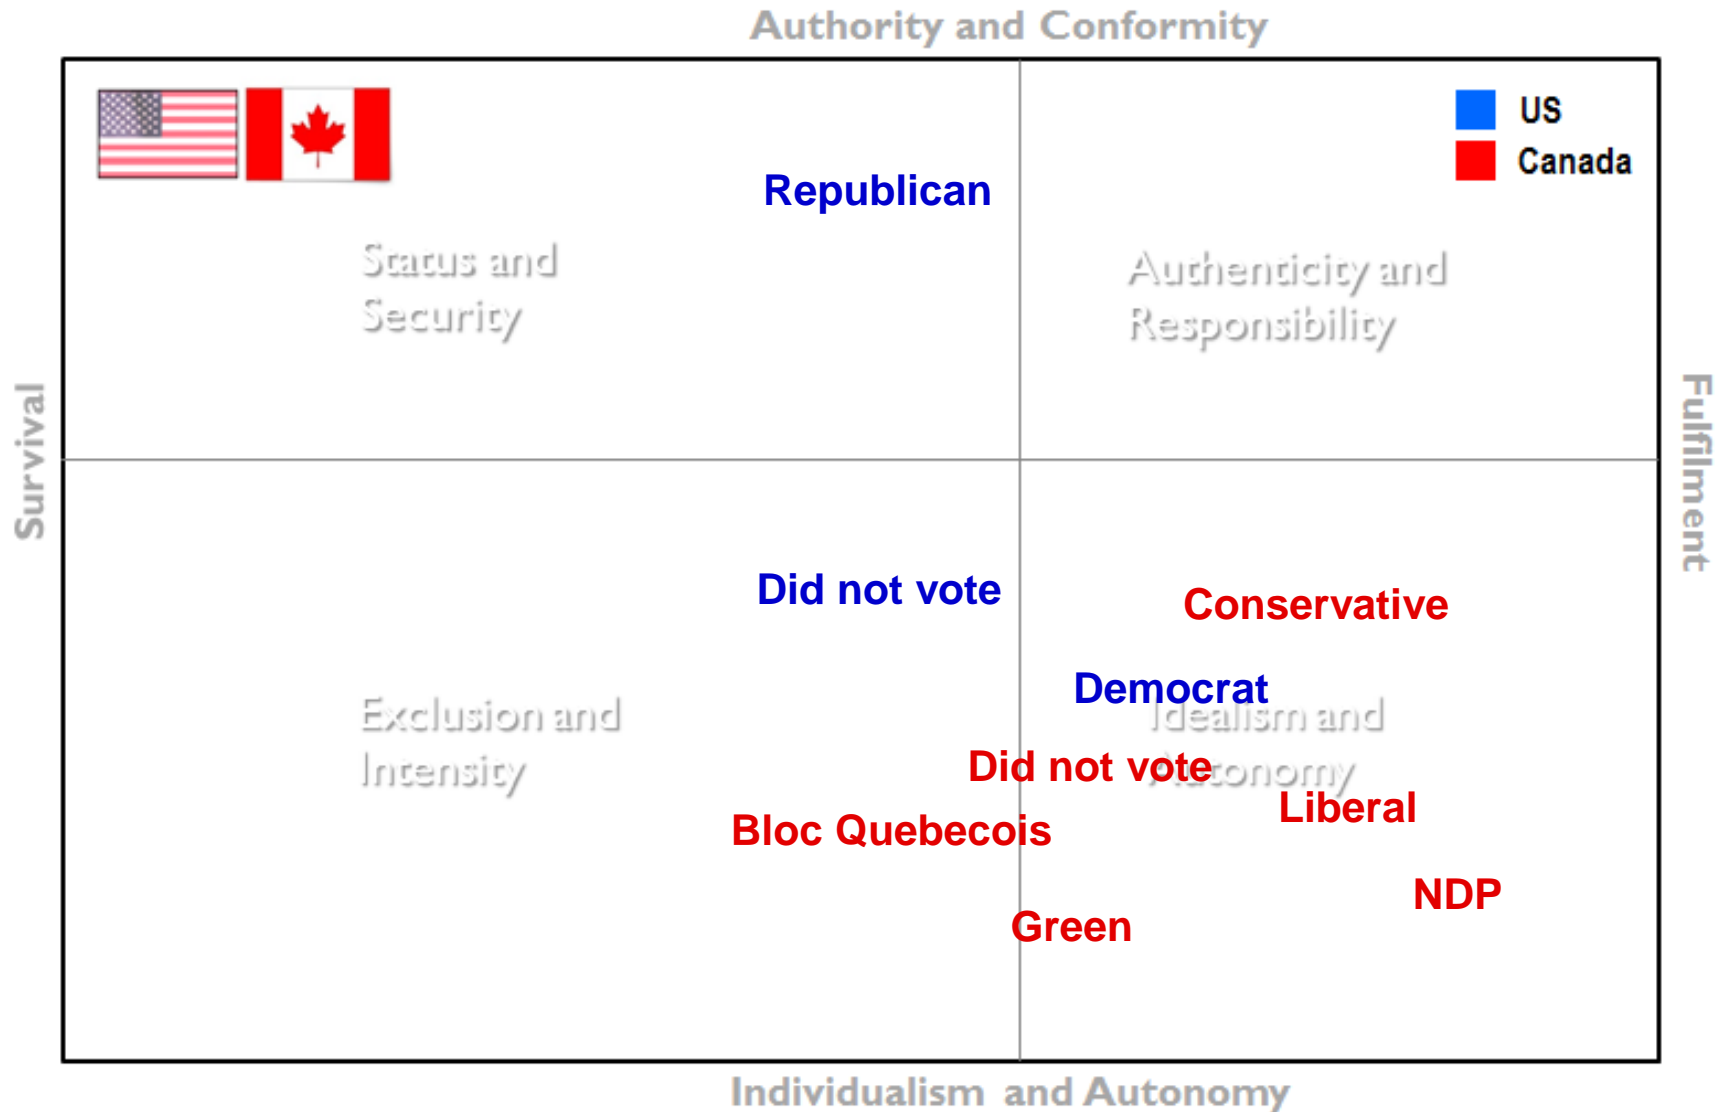 Authority and Conformity
US
Canada
Republican
Status and
Security
Authenticity and
Responsibility
Survival
Fulfilment
Did not vote
Conservative
Democrat
Exclusion and
Intensity
Idealism and
Autonomy
Did not vote
Liberal
Bloc Quebecois
NDP
Green
Individualism and Autonomy